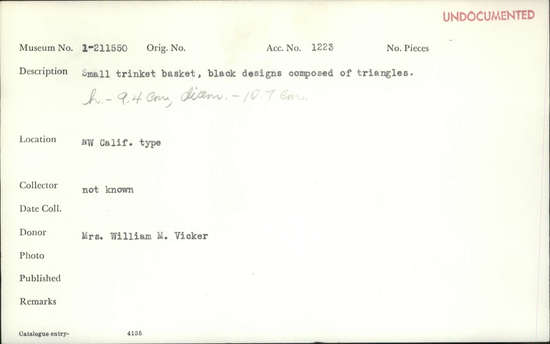 UNDOCUMENTED
Museum No. 1-211550 Orig. No. Acc. No. 1223 No. Pieces
Description Small trinket basket, black designs composed of triangles.
h - 9.4 cm, diam. - 10.7 cm.
Location NW Calif. type
Collector not known
Date Coll.
Donor Mrs. William M. Vicker
Photo
Published
Remarks
Catalogue entry- 4135